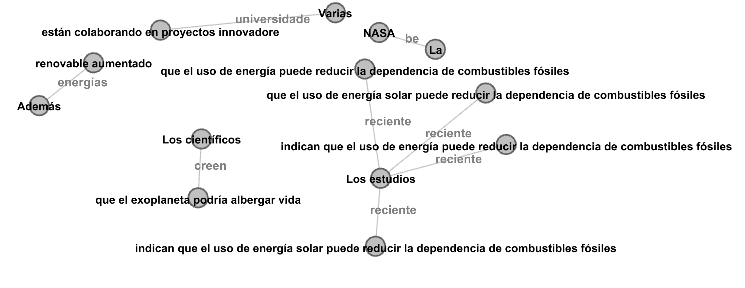 Varias
universidade
están colaborando en proyectos innovadore
NASA
be
La
renovable aumentado
energías
Además
que el uso de energía puede reducir la dependencia de combustibles fósiles
que el uso de energía solar puede reducir la dependencia de combustibles fósiles
reciente
reciente
Los científicos
indican que el uso de energía puede reducir la dependencia de combustibles fósiles
reciente
creen
Los estudios
que el exoplaneta podría albergar vida
reciente
indican que el uso de energía solar puede reducir la dependencia de combustibles fósiles